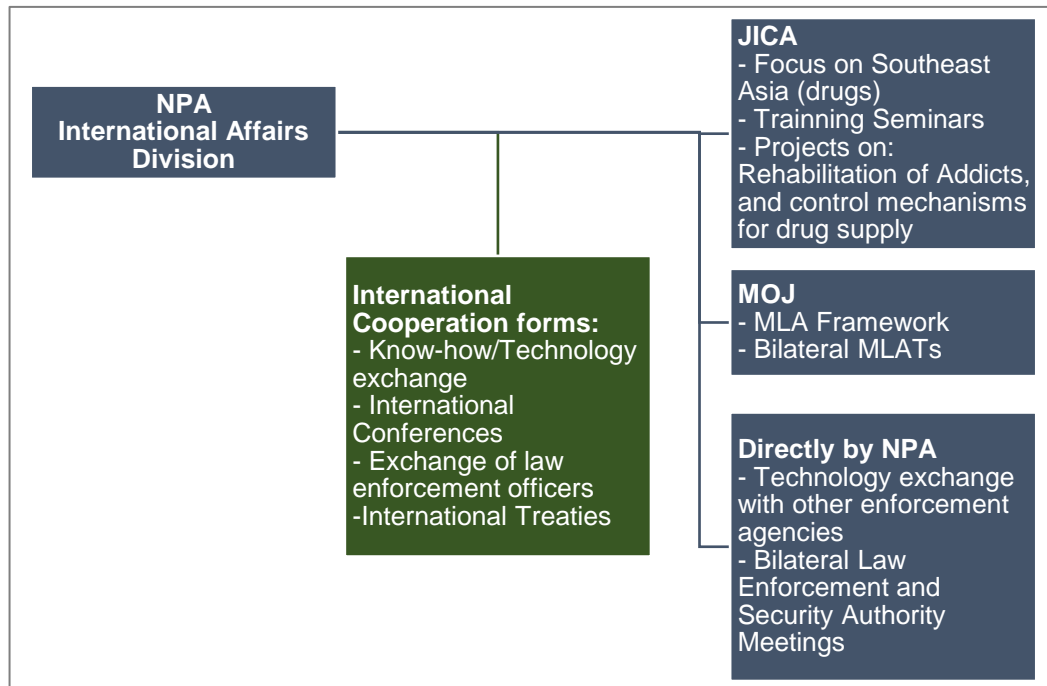 NPA
International Affairs
Division
International
Cooperation forms:
- Know-how/Technology
exchange
- International
Conferences
- Exchange of law
enforcement officers
-International Treaties
JICA
- Focus on Southeast
Asia (drugs)
- Trainning Seminars
- Projects on:
Rehabilitation of Addicts,
and control mechanisms
for drug supply
MOJ
- MLA Framework
- Bilateral MLATs
Directly by NPA
- Technology exchange
with other enforcement
agencies
- Bilateral Law
Enforcement and
Security Authority
Meetings